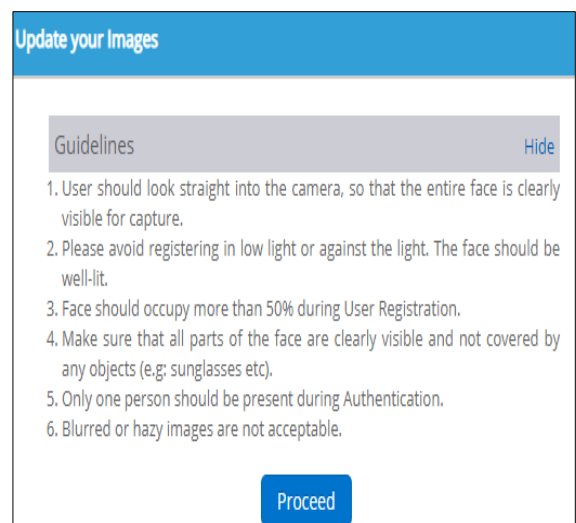 Update your Images
Guidelines
Hide
1. User should look straight into the camera, so that the entire face is clearly
visible for capture.
2. Please avoid registering in low light or against the light. The face should be
well-lit.
3. Face should occupy more than 50% during User Registration.
4. Make sure that all parts of the face are clearly visible and not covered by
any objects (e.g: sunglasses etc).
5. Only one person should be present during Authentication.
6. Blurred or hazy images are not acceptable.
Proceed